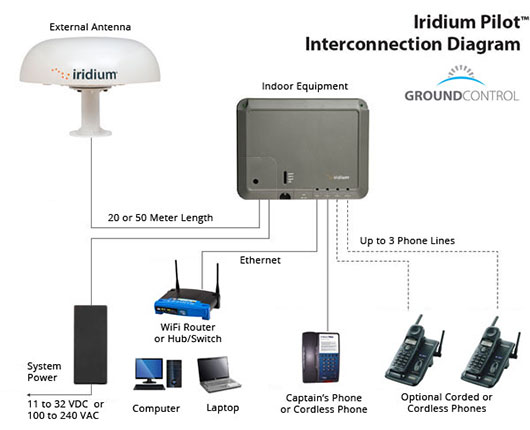 External Antenna
Iridium Pilot™
Interconnection Diagram
iridium
Indoor Equipment
GROUNDCONTROL
iridium
20 or 50 Meter Length
Up to 3 Phone Lines
Ethernet
WiFi Router
or Hub/Switch
System
Power
11 to 32 VDC or
100 to 240 VAC
Computer
Laptop
Captain's Phone
or Cordless Phone
Optional Corded or
Cordless Phones